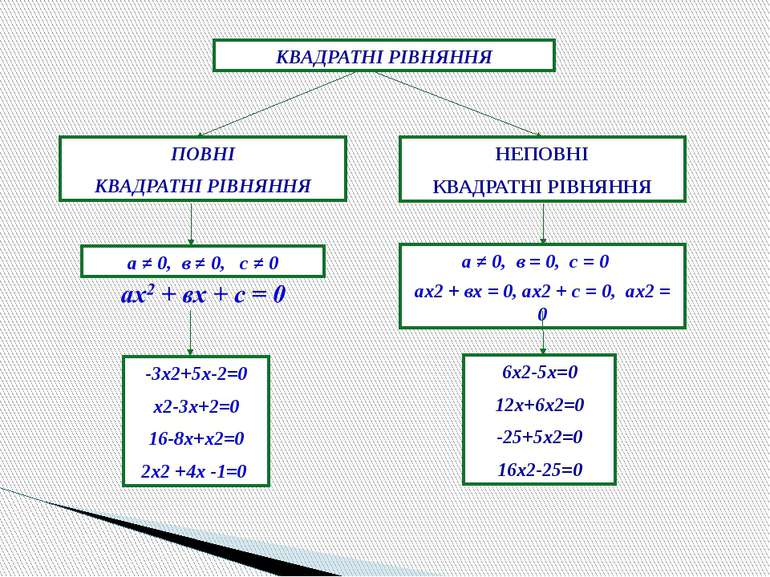 КВАДРАТНІ РІВНЯННЯ
ПОВНІ
КВАДРАТНІ РІВНЯННЯ
а ≠ 0, в ≠ 0, с ≠ 0
ах² + вх + с = 0
-3х2+5х-2=0
х2-3х+2=0
16-8х+х2=0
2х2 +4х -1=0
НЕПОВНІ
КВАДРАТНІ РІВНЯННЯ
а ≠ 0, в = 0, с = 0
ах2 + вх = 0, ах2 + с = 0, ах2 =
0
6х2-5х=0
12х+6х2=0
-25+5х2=0
16х2-25=0